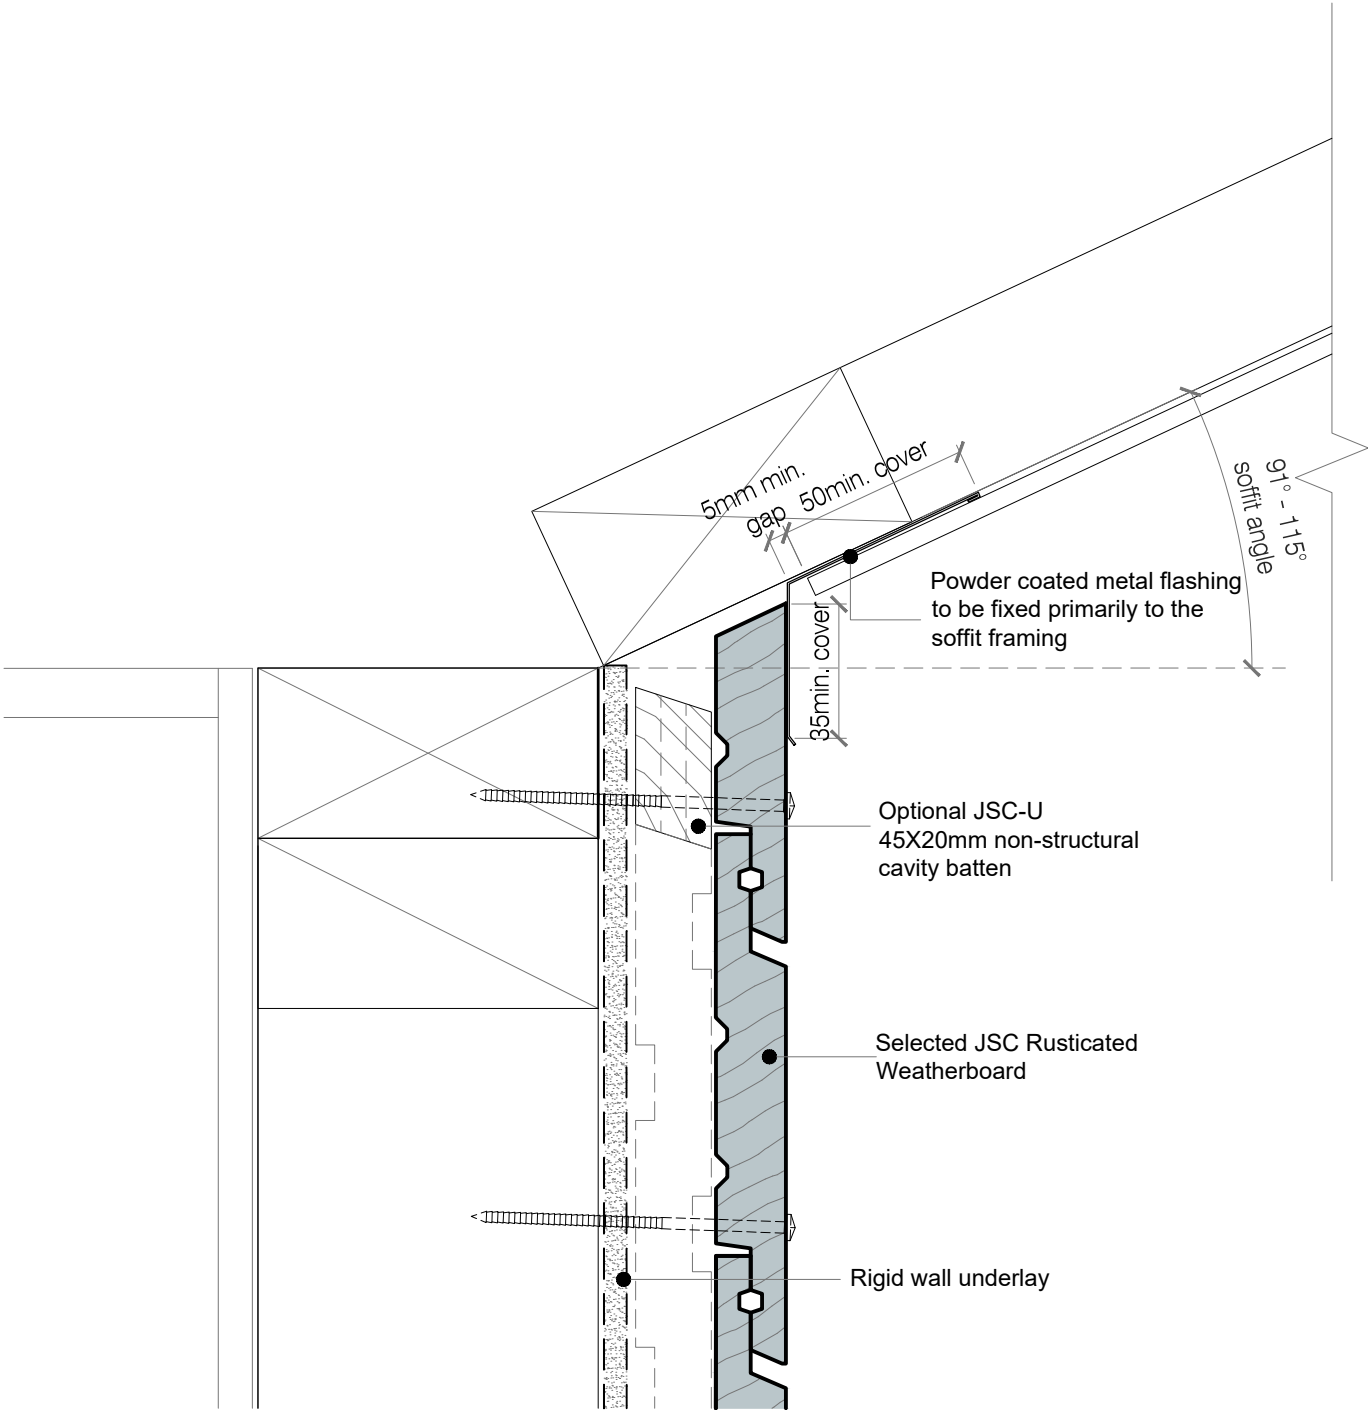 5mm min.
gap
50min. cover
91° - 115°
soffit angle
Powder coated metal flashing
to be fixed primarily to the
soffit framing
35min. cover
Optional JSC-U
45X20mm non-structural
cavity batten
Selected JSC Rusticated
Weatherboard
Rigid wall underlay